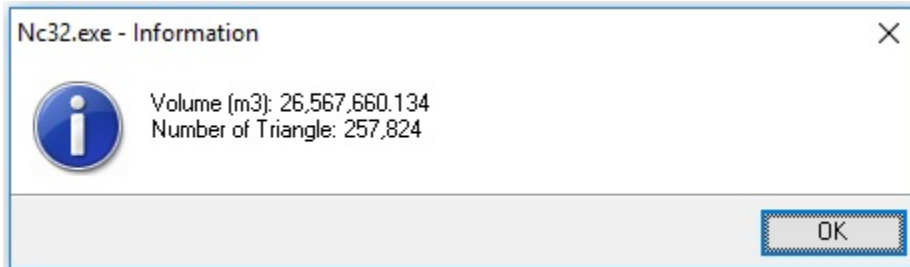 Nc32.exe - Information
Volume (m3): 26,567,660.134
Number of Triangle: 257,824
OK